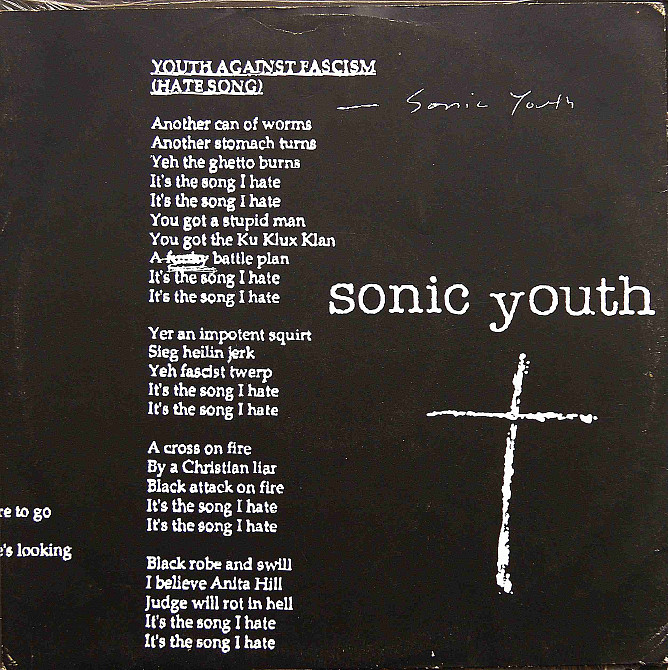 YOUTH AGAINST FASCISM
(HATE SONG)
— Sonic Youth
Another can of worms
Another stomach turns
Yeh the ghetto burns
It's the song I hate
It's the song I hate
You got a stupid man
You got the Ku Klux Klan
A funky battle plan
It's the song I hate
It's the song I hate
sonic youth
Yer an impotent squirt
Sieg heilin jerk
Yeh fascist twerp
It's the song I hate
It's the song I hate
A cross on fire
By a Christian liar
Black attack on fire
It's the song I hate
It's the song I hate
re to go
e's looking
Black robe and swill
I believe Anita Hill
Judge will rot in hell
It's the song I hate
It's the song I hate